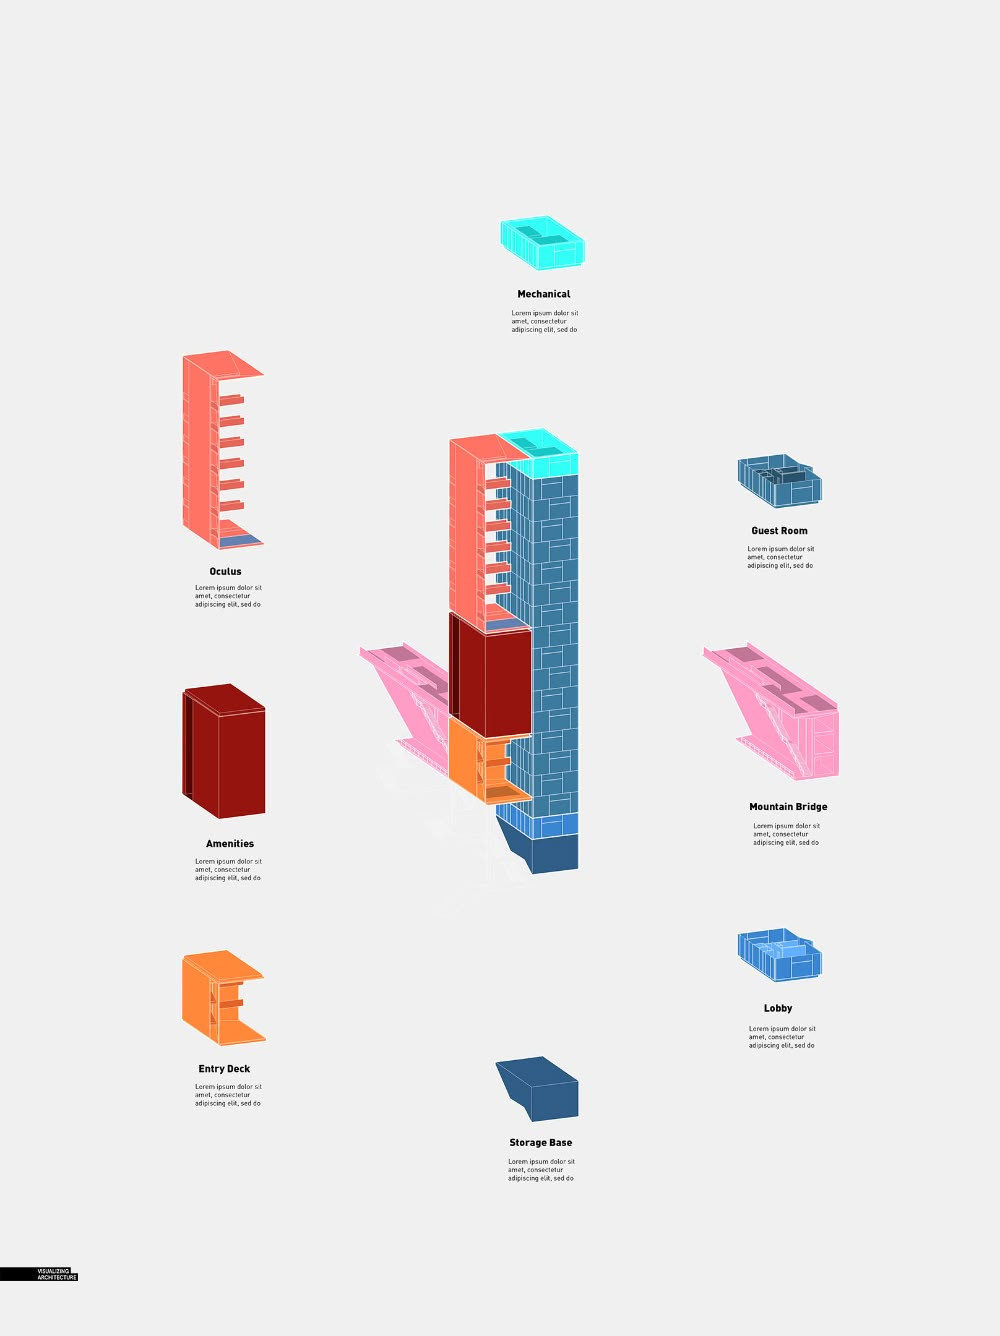 Mechanical
Lorem ipsum dolor sit
amet, consectetur
adipiscing elit, sed do
Oculus
Lorem ipsum dolor sit
amet, consectetur
adipiscing elit, sed do
Guest Room
Lorem ipsum dolor sit
amet, consectetur
adipiscing elit, sed do
Amenities
Lorem ipsum dolor sit
amet, consectetur
adipiscing elit, sed do
Mountain Bridge
Lorem ipsum dolor sit
amet, consectetur
adipiscing elit, sed do
Entry Deck
Lorem ipsum dolor sit
amet, consectetur
adipiscing elit, sed do
Lobby
Lorem ipsum dolor sit
amet, consectetur
adipiscing elit, sed do
Storage Base
Lorem ipsum dolor sit
amet, consectetur
adipiscing elit, sed do
VISUALIZING
ARCHITECTURE